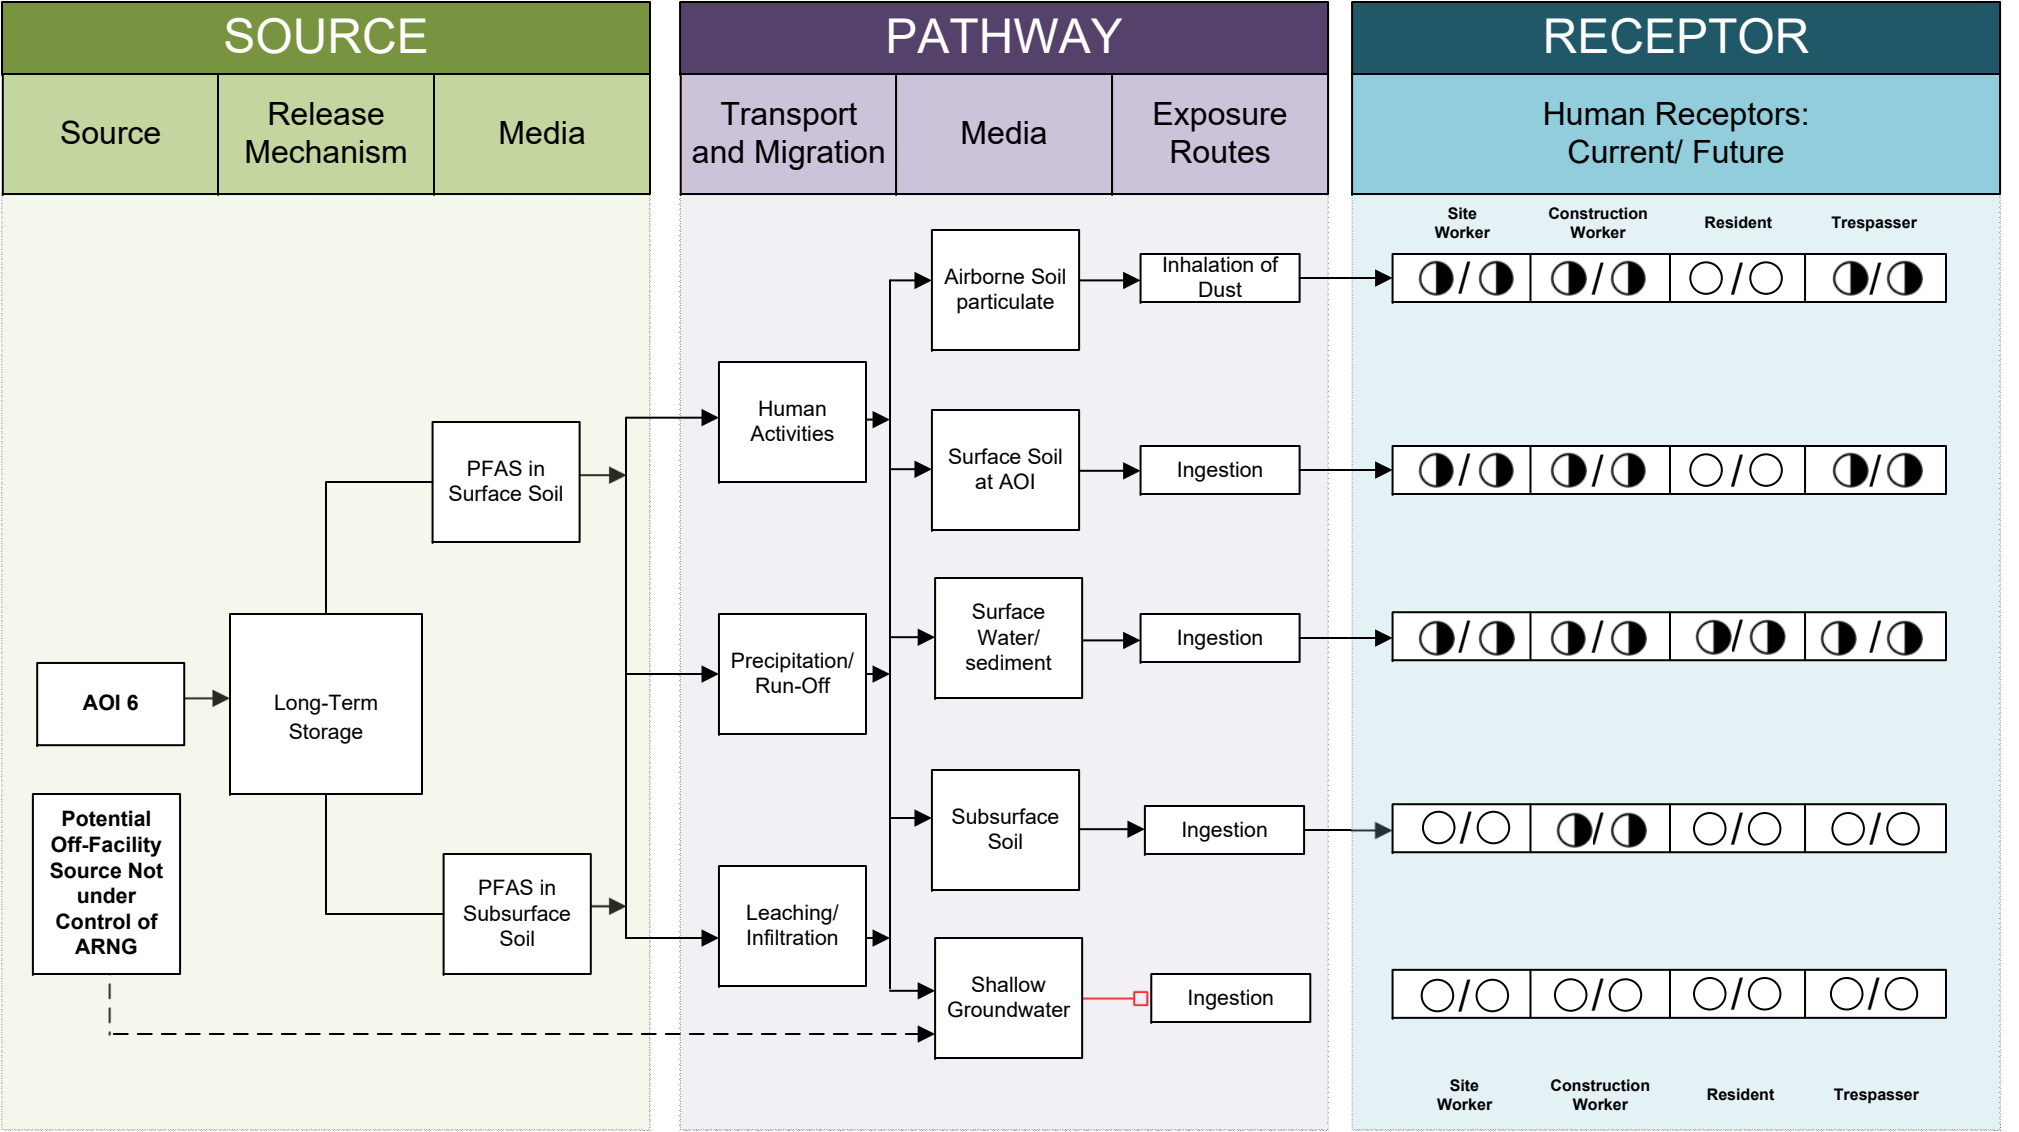 SOURCE
PATHWAY
RECEPTOR
Source
Release
Mechanism
Media
Transport
and Migration
Media
Exposure
Routes
Human Receptors:
Current/ Future
Site
Worker
Construction
Worker
Resident
Trespasser
Airborne Soil
particulate
Inhalation of
Dust
/
/
/
/
Human
Activities
PFAS in
Surface Soil
Surface Soil
at AOI
Ingestion
/
/
/
/
Surface
Water/
sediment
Ingestion
/
/
/
/
Precipitation/
Run-Off
AOI 6
Long-Term
Storage
Potential
Off-Facility
Source Not
under
Control of
ARNG
Subsurface
Soil
Ingestion
/
/
/
/
PFAS in
Subsurface
Soil
Leaching/
Infiltration
Shallow
Groundwater
Ingestion
/
/
/
/
Site
Worker
Construction
Worker
Resident
Trespasser